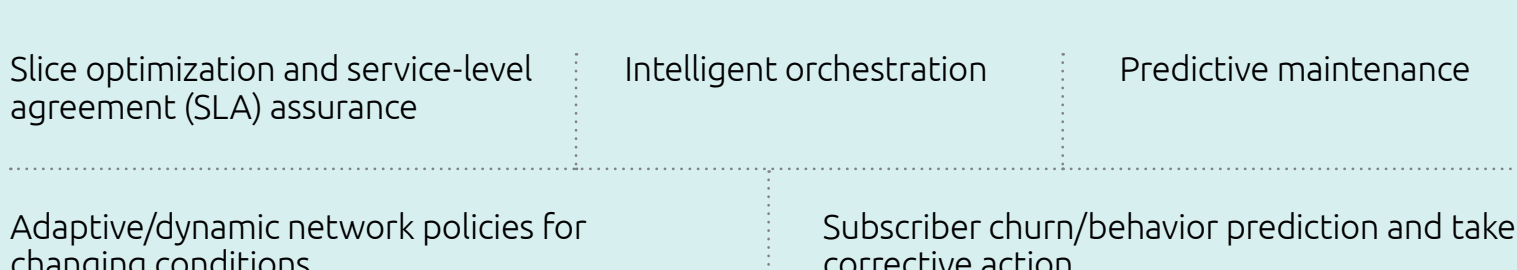 Slice optimization and service-level
agreement (SLA) assurance
Intelligent orchestration
Predictive maintenance
Adaptive/dynamic network policies for
changing conditions
Subscriber churn/behavior prediction and take
corrective action